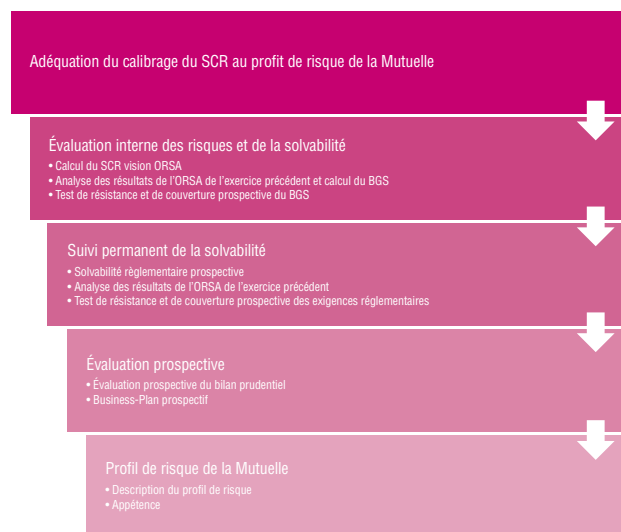 Adéquation du calibrage du SCR au profit de risque de la Mutuelle
Évaluation interne des risques et de la solvabilité
• Calcul du SCR vision ORSA
• Analyse des résultats de l'ORSA de l'exercice précédent et calcul du BGS
• Test de résistance et de couverture prospective du BGS
Suivi permanent de la solvabilité
• Solvabilité règlementaire prospective
• Analyse des résultats de l'ORSA de l'exercice précédent
• Test de résistance et de couverture prospective des exigences réglementaires
Évaluation prospective
• Évaluation prospective du bilan prudentiel
• Business-Plan prospectif
Profil de risque de la Mutuelle
• Description du profil de risque
• Appétence